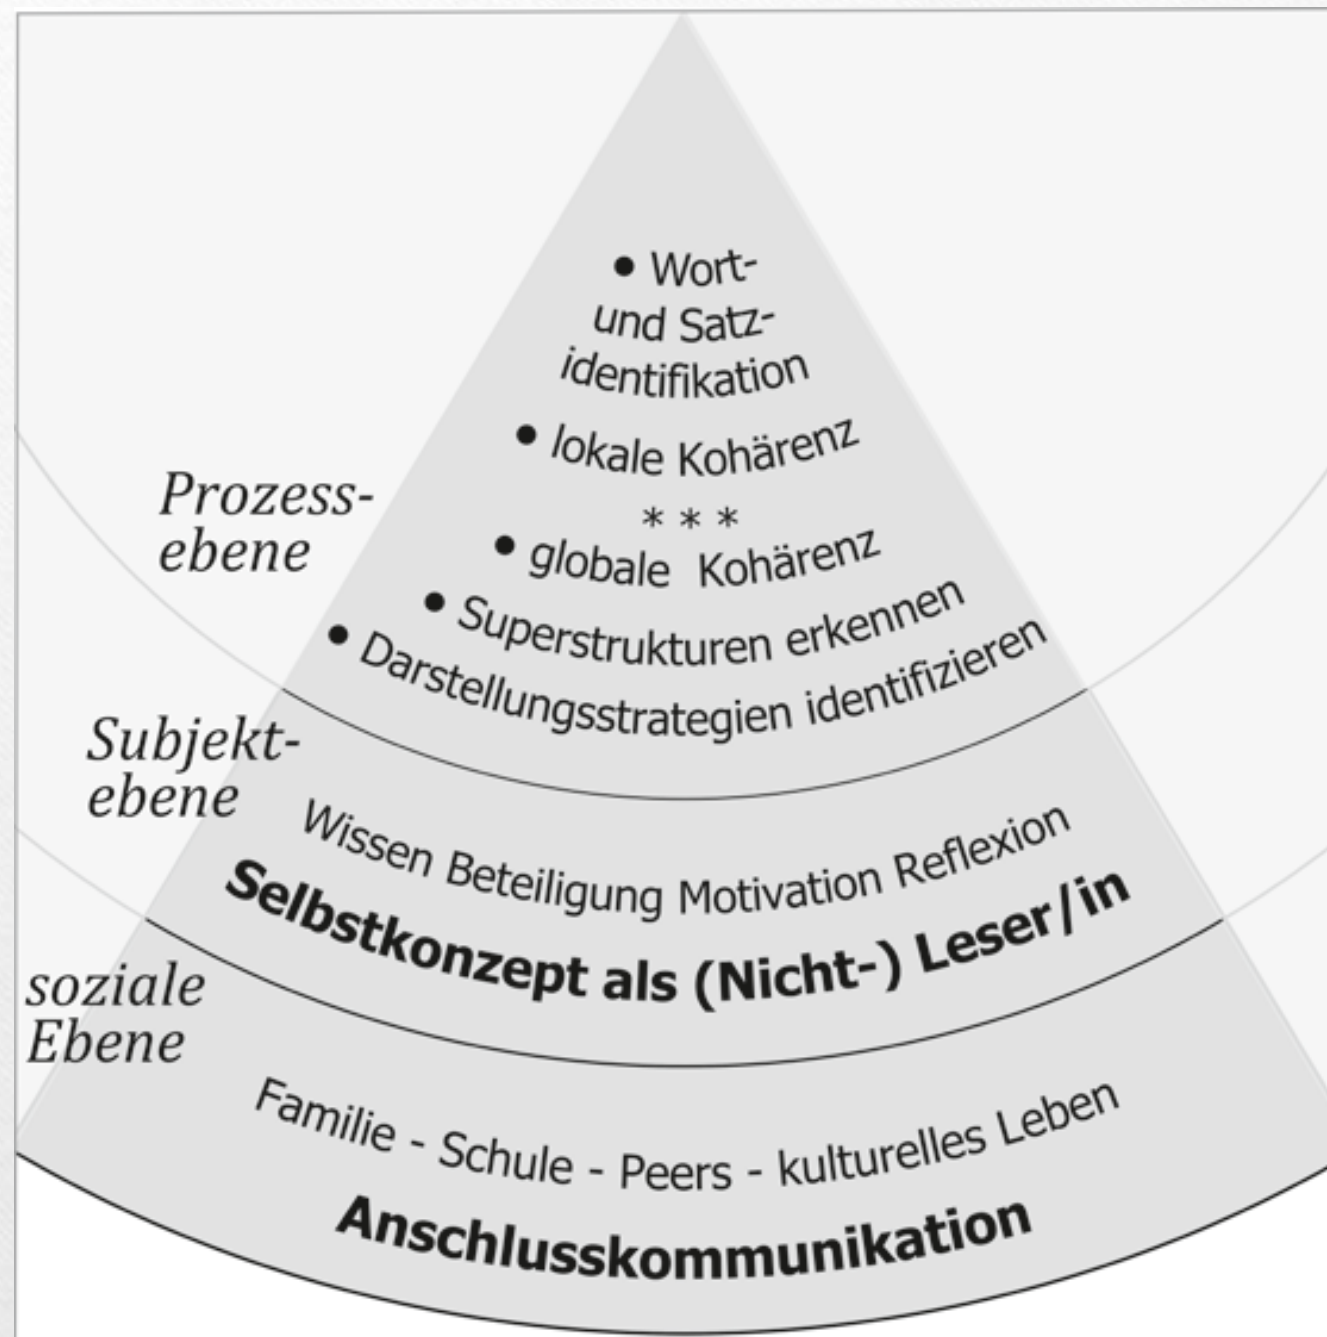 • Wort-
und Satz-
identifikation
• lokale Kohärenz
* * *
• globale Kohärenz
• Superstrukturen erkennen
• Darstellungsstrategien identifizieren
Prozess-
ebene
Wissen Beteiligung Motivation Reflexion
Selbstkonzept als (Nicht-) Leser/in
Subjekt-
ebene
Familie - Schule - Peers - kulturelles Leben
Anschlusskommunikation
soziale
Ebene